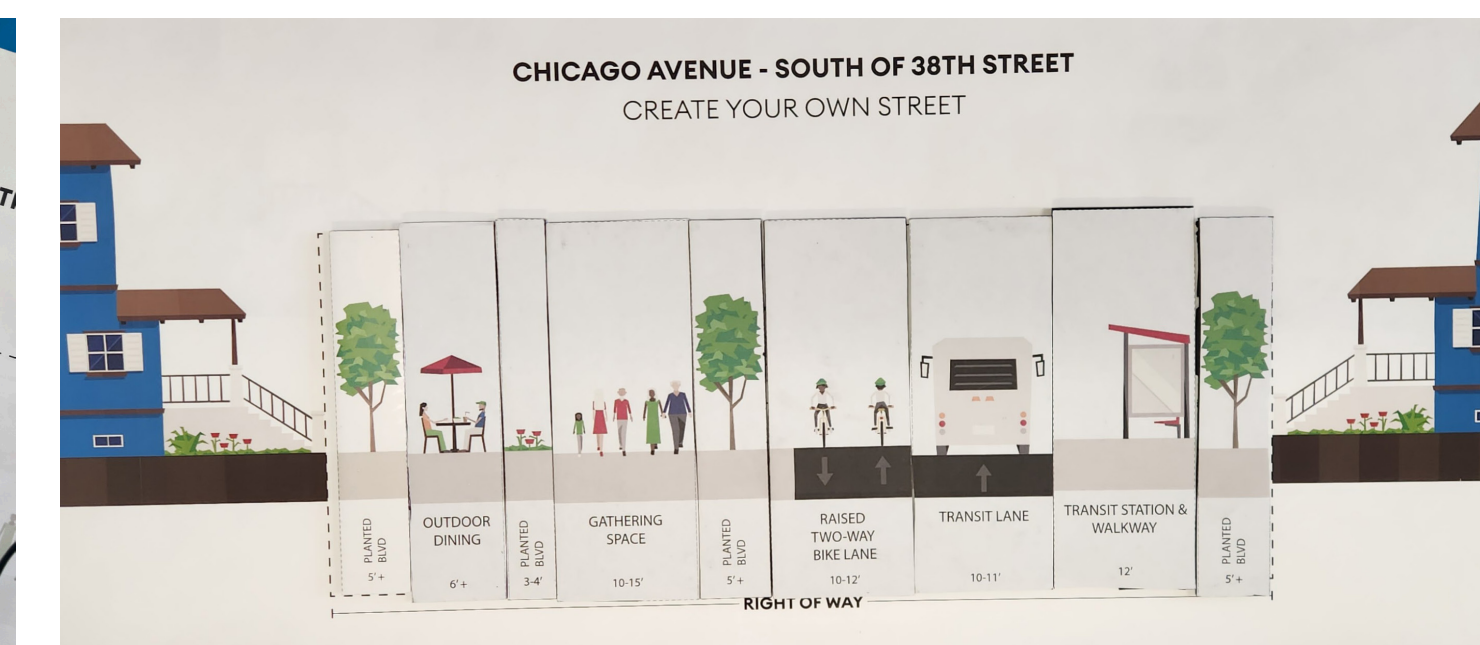 CHICAGO AVENUE - SOUTH OF 38TH STREET
CREATE YOUR OWN STREET
PLANTED
BLVD
5'+
OUTDOOR
DINING
6'+
PLANTED
BLVD
3-4'
GATHERING
SPACE
10-15'
PLANTED
BLVD
5'+
RAISED
TWO-WAY
BIKE LANE
10-12'
TRANSIT LANE
10-11'
TRANSIT STATION &
WALKWAY
12'
PLANTED
BLVD
5'+
RIGHT OF WAY